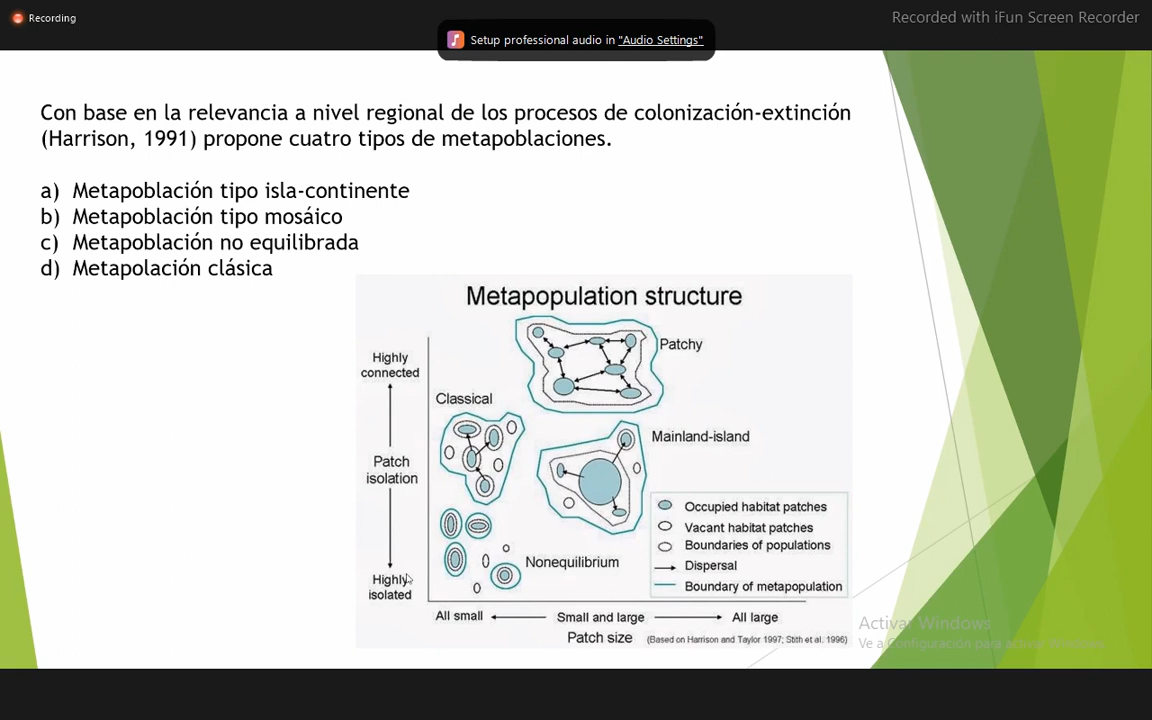 Recording
Recorded with iFun Screen Recorder
Setup professional audio in "Audio Settings"
Con base en la relevancia a nivel regional de los procesos de colonización-extinción
(Harrison, 1991) propone cuatro tipos de metapoblaciones.
a) Metapoblación tipo isla-continente
b) Metapoblación tipo mosáico
c) Metapoblación no equilibrada
d) Metapolación clásica
Metapopulation structure
Patchy
Highly
connected
Classical
Mainland-island
Patch
isolation
Occupied habitat patches
Vacant habitat patches
Boundaries of populations
Dispersal
Boundary of metapopulation
Nonequilibrium
Highly
isolated
All small
Small and large
All large
Patch size
(Based on Harrison and Taylor 1997; Stith et al. 1996)
Activar Windows
Ve a Configuración para activar Windows.